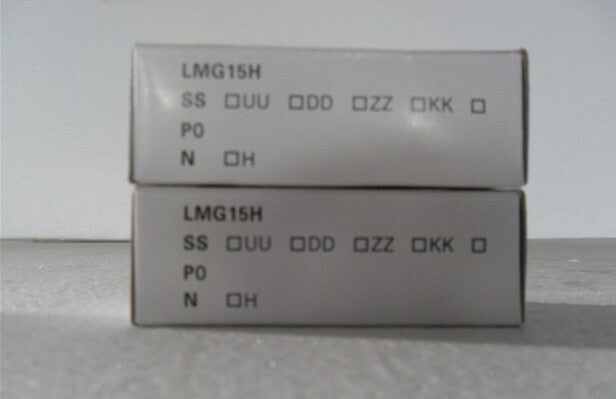 LMG15H
SS □UU □DD □ZZ □KK □
P0
N □H
LMG15H
SS □UU □DD □ZZ □KK □
P0
N □H